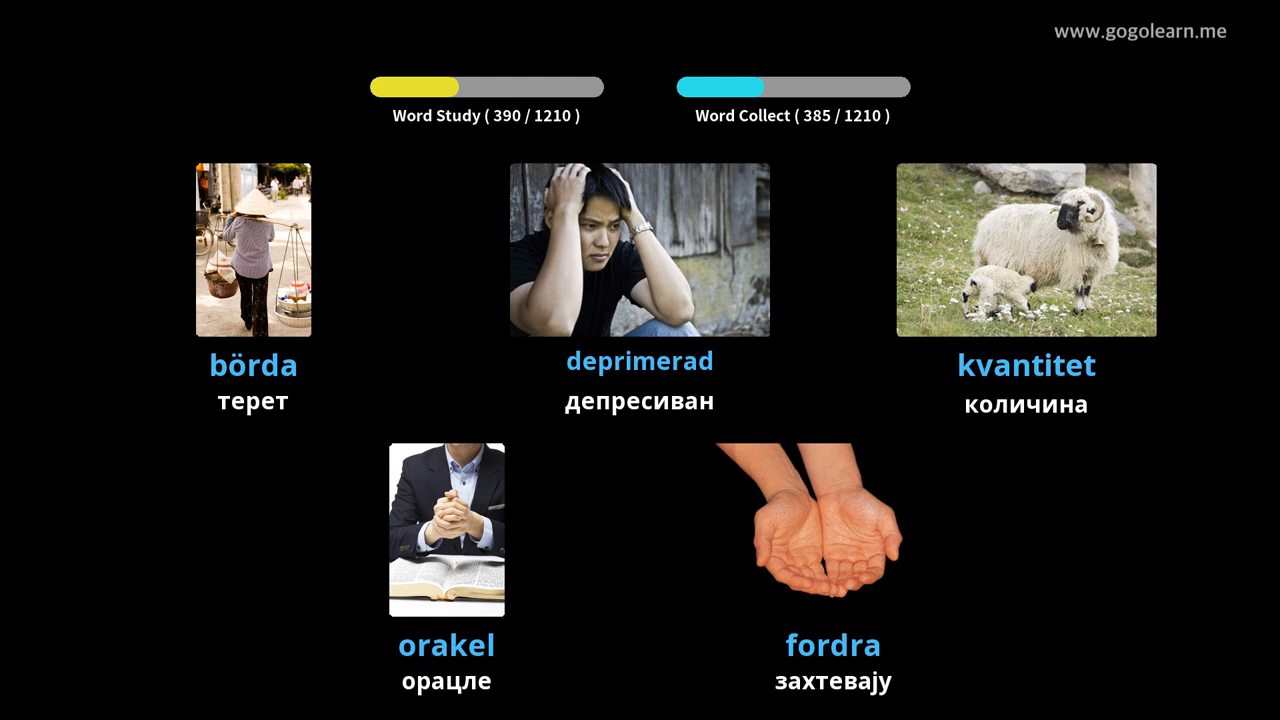 www.gogolearn.me
Word Study ( 390 / 1210 )
Word Collect ( 385 / 1210 )
börda
терет
deprimerad
депресиван
kvantitet
количина
orakel
орацле
fordra
захтевају